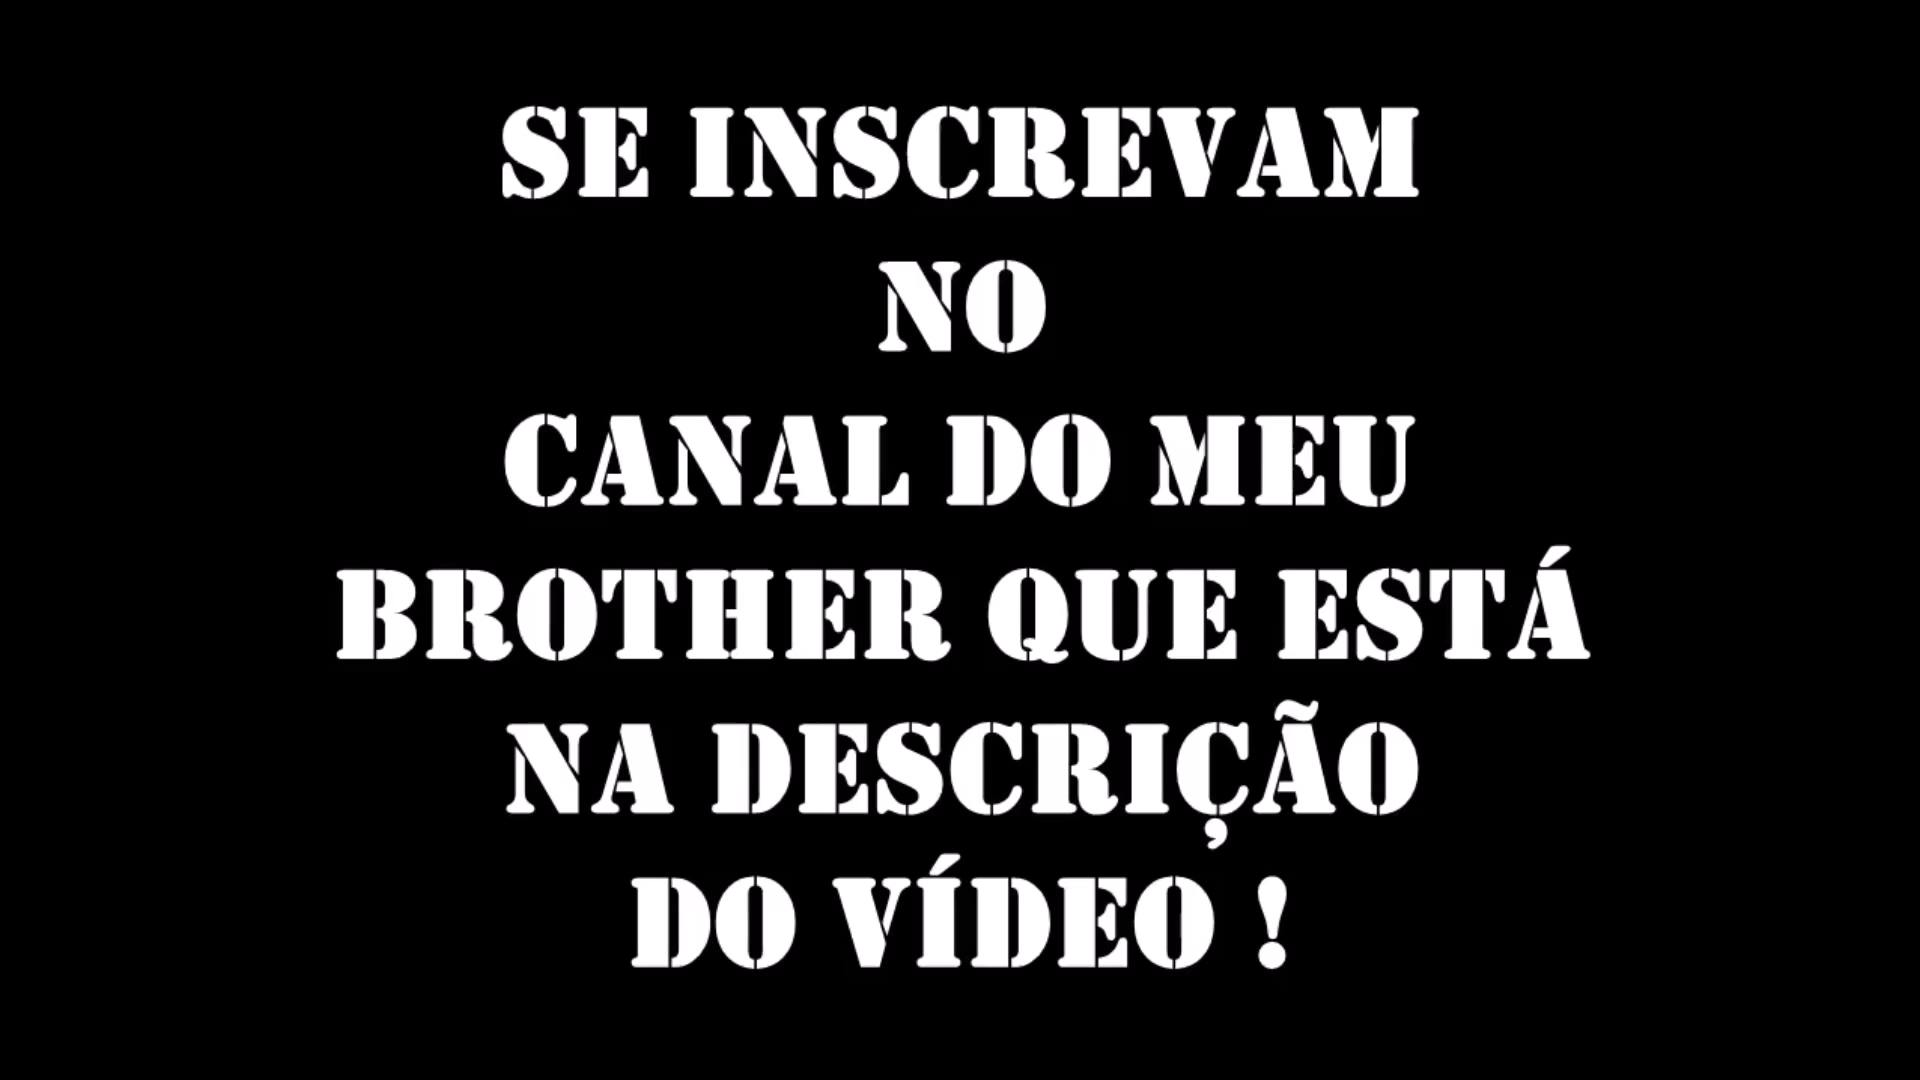 SE INSCREVAM
NO
CANAL DO MEU
BROTHER QUE ESTÁ
NA DESCRIÇÃO
DO VÍDEO !